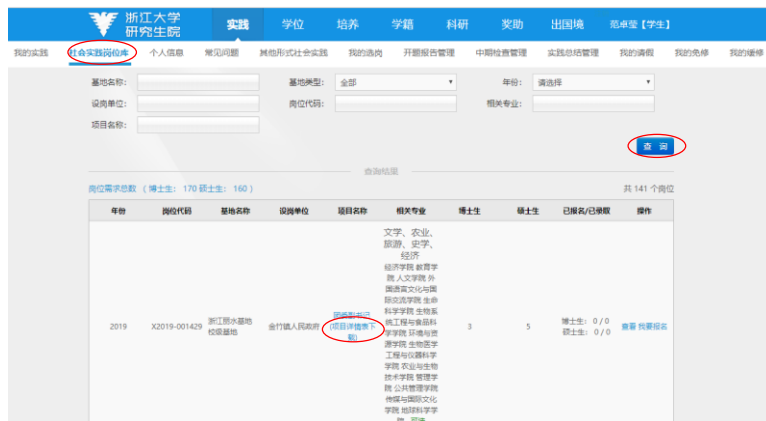 浙江大学
研究生院
实践 学位 培养 学籍 科研 奖助 出国境 范卓莹【学生】
我的实践 社会实践岗位库 个人信息 常见问题 其他形式社会实践 我的选岗 开题报告管理 中期检查管理 实践总结管理 我的请假 我的免修 我的缓修
基地名称： 基地类型： 全部 年份： 请选择
设岗单位： 岗位代码： 相关专业：
项目名称：
查 询
查询结果
岗位需求总数 （博士生： 170 硕士生： 160） 共 141 个岗位
年份 岗位代码 基地名称 设岗单位 项目名称 相关专业 博士生 硕士生 已报名/已录取 操作
文学、农业、
旅游、史学、
经济
经济学院 教育学
院 人文学院 外
国语言文化与国
际交流学院 生命
科学学院 生物系
统工程与食品科
学学院 环境与资
源学院 生物医学
工程与仪器科学
学院 农业与生物
技术学院 管理学
院 公共管理学院
传媒与国际文化
学院 地球科学学
2019 X2019-001429 浙江丽水基地
校级基地 金竹镇人民政府
(项目详情表下
载)
3 5 博士生： 0 / 0
硕士生： 0 / 0
查看 我要报名